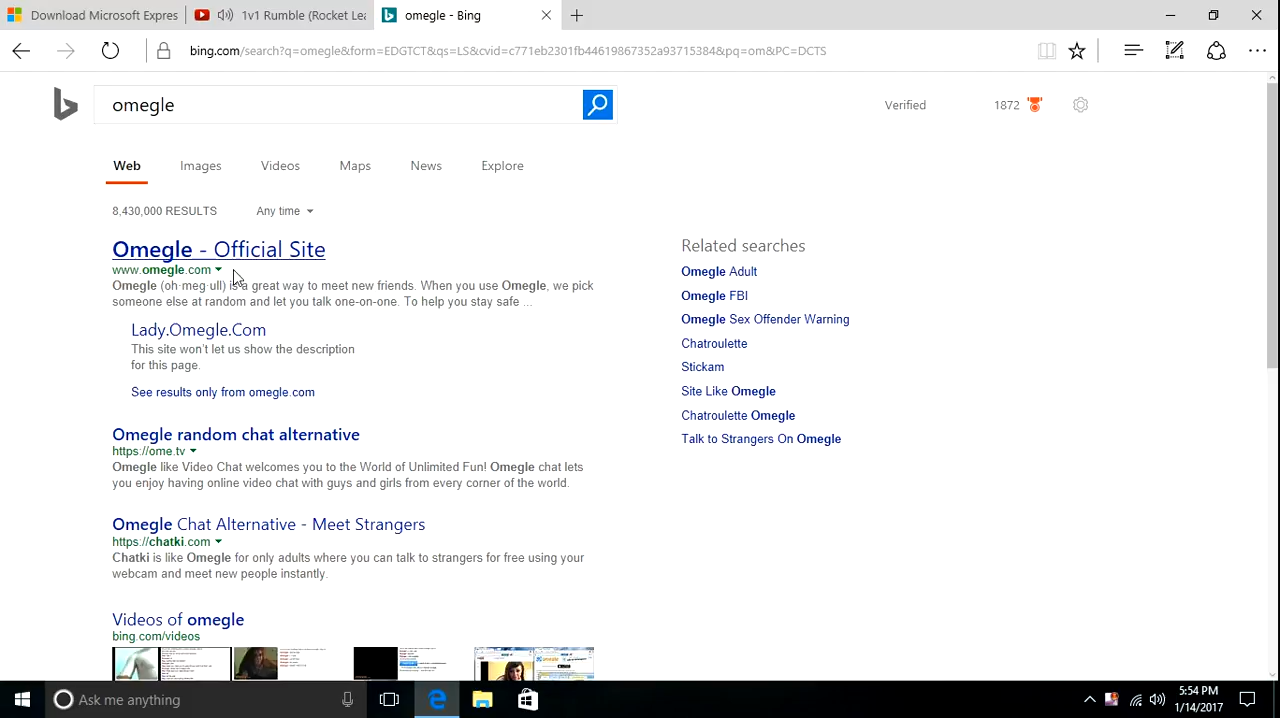 Download Microsoft Expres
1v1 Rumble (Rocket Lea
omegle - Bing
bing.com/search?q=omegle&form=EDGTCT&qs=LS&cvid=c771eb2301fb44619867352a93715384&pq=om&PC=DCTS
omegle
Verified
1872
Web
Images
Videos
Maps
News
Explore
8,430,000 RESULTS
Any time
Omegle - Official Site
www.omegle.com
Omegle (oh·meg·ull) is a great way to meet new friends. When you use Omegle, we pick
someone else at random and let you talk one-on-one. To help you stay safe ...
Lady.Omegle.Com
This site won't let us show the description
for this page.
See results only from omegle.com
Omegle random chat alternative
https://ome.tv
Omegle like Video Chat welcomes you to the World of Unlimited Fun! Omegle chat lets
you enjoy having online video chat with guys and girls from every corner of the world.
Omegle Chat Alternative - Meet Strangers
https://chatki.com
Chatki is like Omegle for only adults where you can talk to strangers for free using your
webcam and meet new people instantly.
Videos of omegle
bing.com/videos
Related searches
Omegle Adult
Omegle FBI
Omegle Sex Offender Warning
Chatroulette
Stickam
Site Like Omegle
Chatroulette Omegle
Talk to Strangers On Omegle
Ask me anything
5:54 PM
1/14/2017